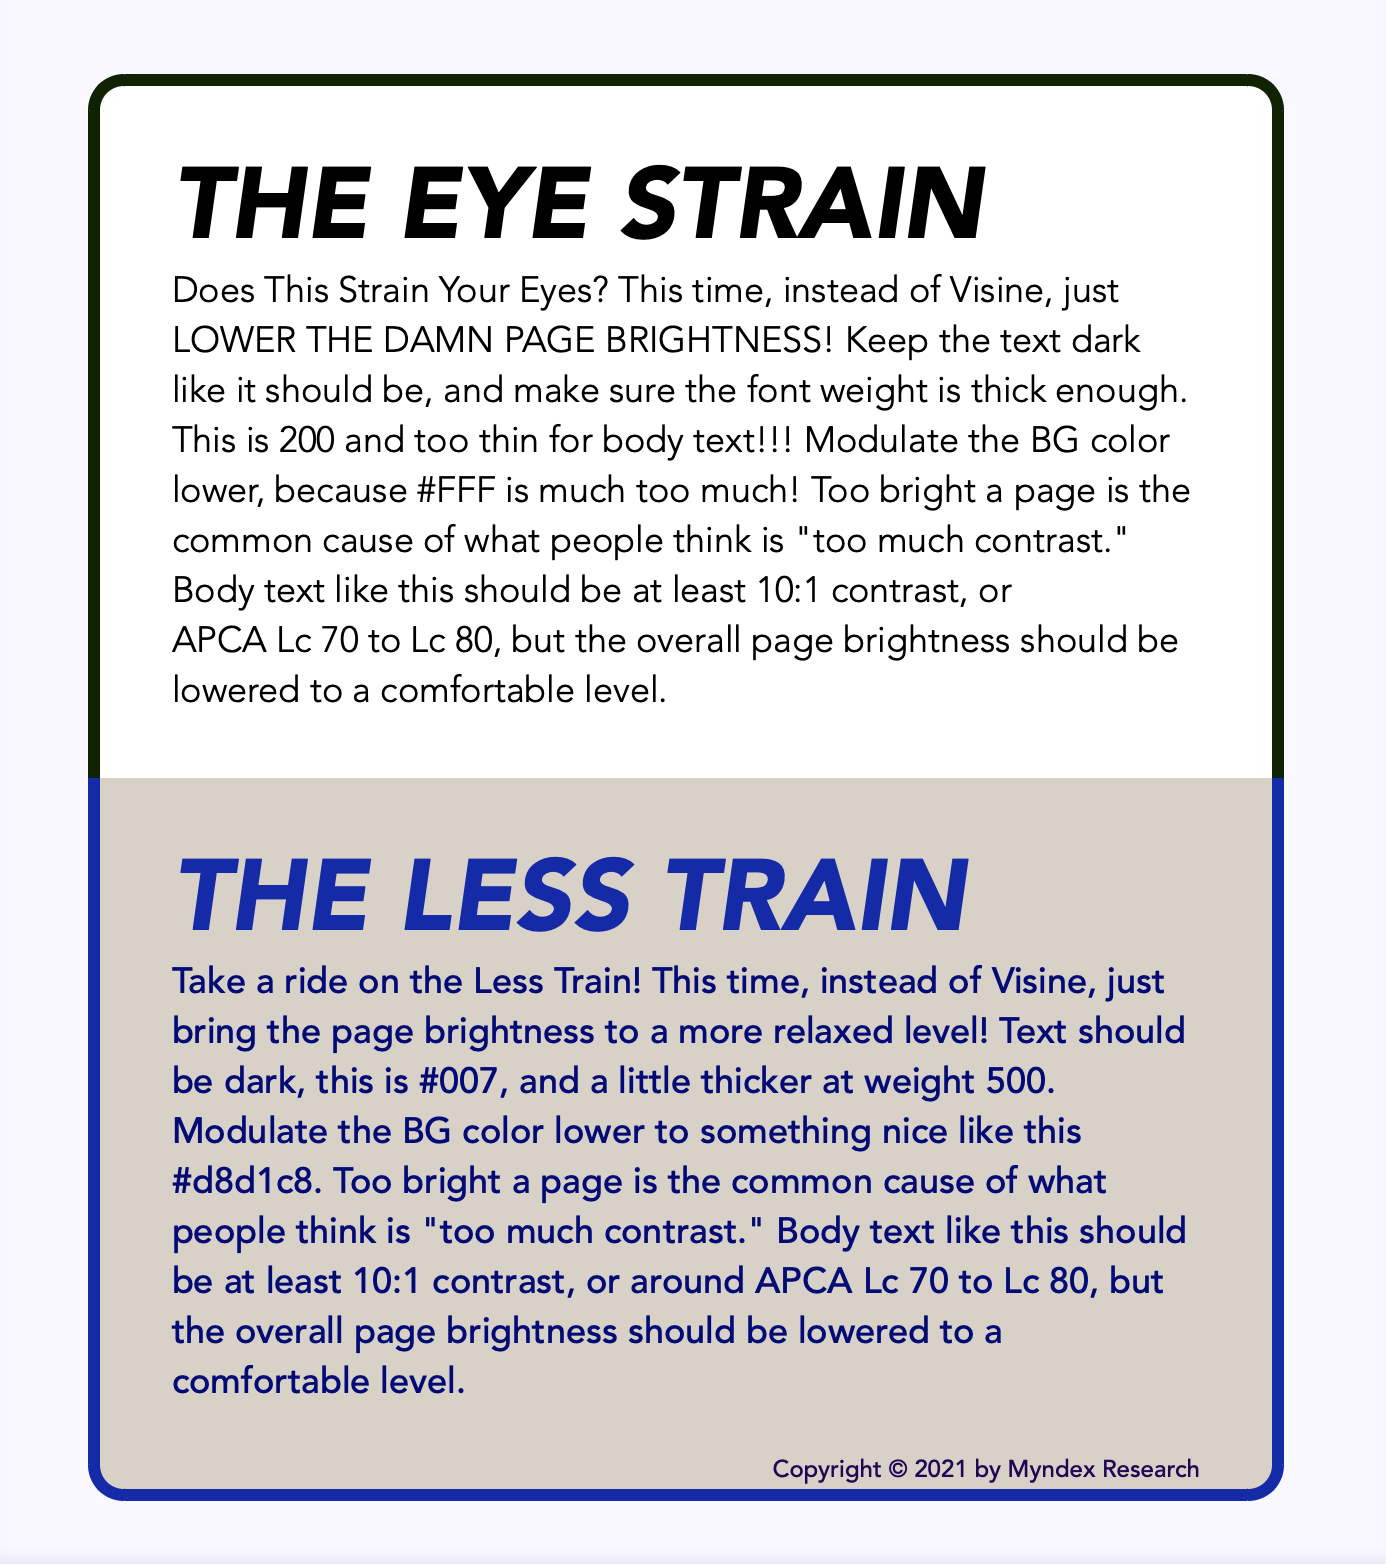 THE EYE STRAIN
Does This Strain Your Eyes? This time, instead of Visine, just
LOWER THE DAMN PAGE BRIGHTNESS! Keep the text dark
like it should be, and make sure the font weight is thick enough.
This is 200 and too thin for body text!!! Modulate the BG color
lower, because #FFF is much too much! Too bright a page is the
common cause of what people think is "too much contrast."
Body text like this should be at least 10:1 contrast, or
APCA Lc 70 to Lc 80, but the overall page brightness should be
lowered to a comfortable level.
THE LESS TRAIN
Take a ride on the Less Train! This time, instead of Visine, just
bring the page brightness to a more relaxed level! Text should
be dark, this is #007, and a little thicker at weight 500.
Modulate the BG color lower to something nice like this
#d8d1c8. Too bright a page is the common cause of what
people think is "too much contrast." Body text like this should
be at least 10:1 contrast, or around APCA Lc 70 to Lc 80, but
the overall page brightness should be lowered to a
comfortable level.
Copyright © 2021 by Myndex Research